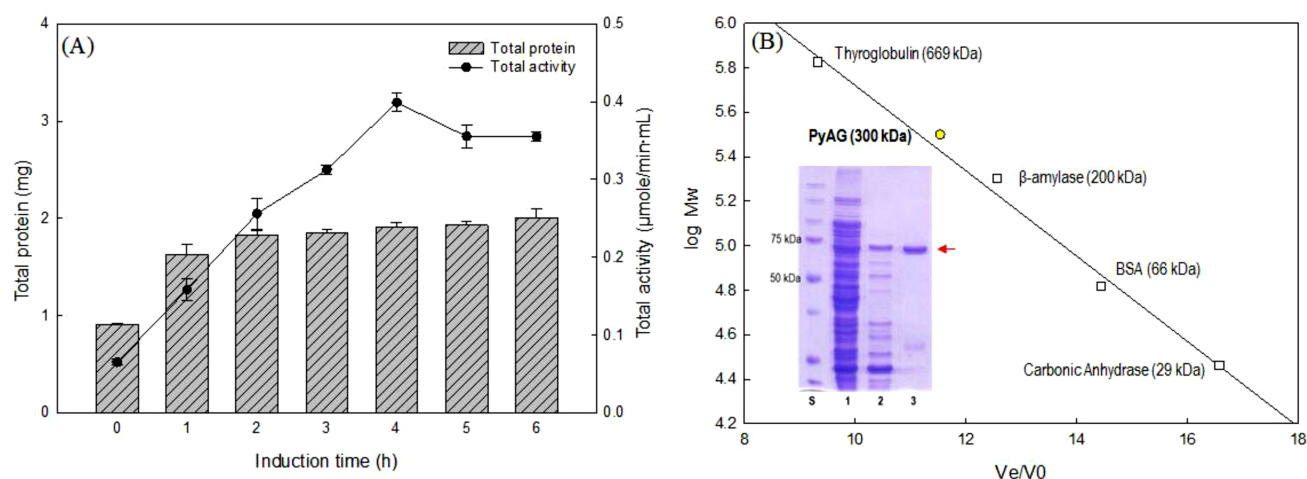 (A)
Total protein
Total activity
4
3
2
1
0
0.5
0.4
0.3
0.2
0.1
0.0
Total protein (mg)
Total activity (μmole/min·mL)
0 1 2 3 4 5 6
Induction time (h)
(B)
6.0
5.8
5.6
5.4
5.2
5.0
4.8
4.6
4.4
4.2
log Mw
Thyroglobulin (669 kDa)
PyAG (300 kDa)
β-amylase (200 kDa)
75 kDa
50 kDa
BSA (66 kDa)
Carbonic Anhydrase (29 kDa)
S 1 2 3
8 10 12 14 16 18
Ve/V0